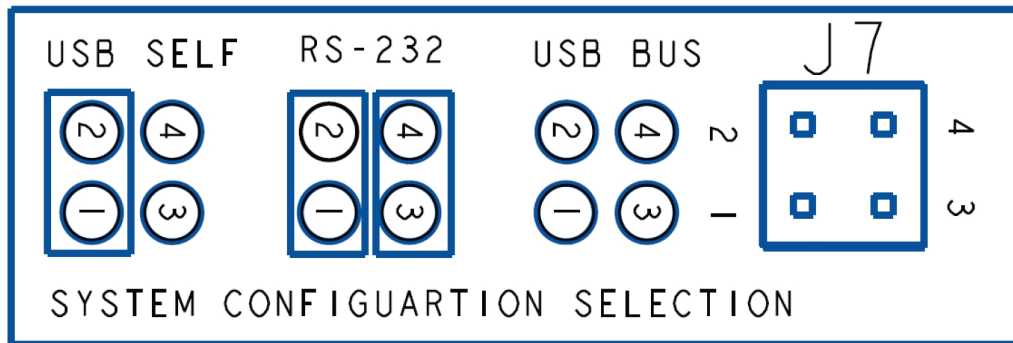 USB SELF RS-232 USB BUS J7
2 4 2 4 2 4 2 4
1 3 1 3 1 3 1 3
SYSTEM CONFIGUARTION SELECTION